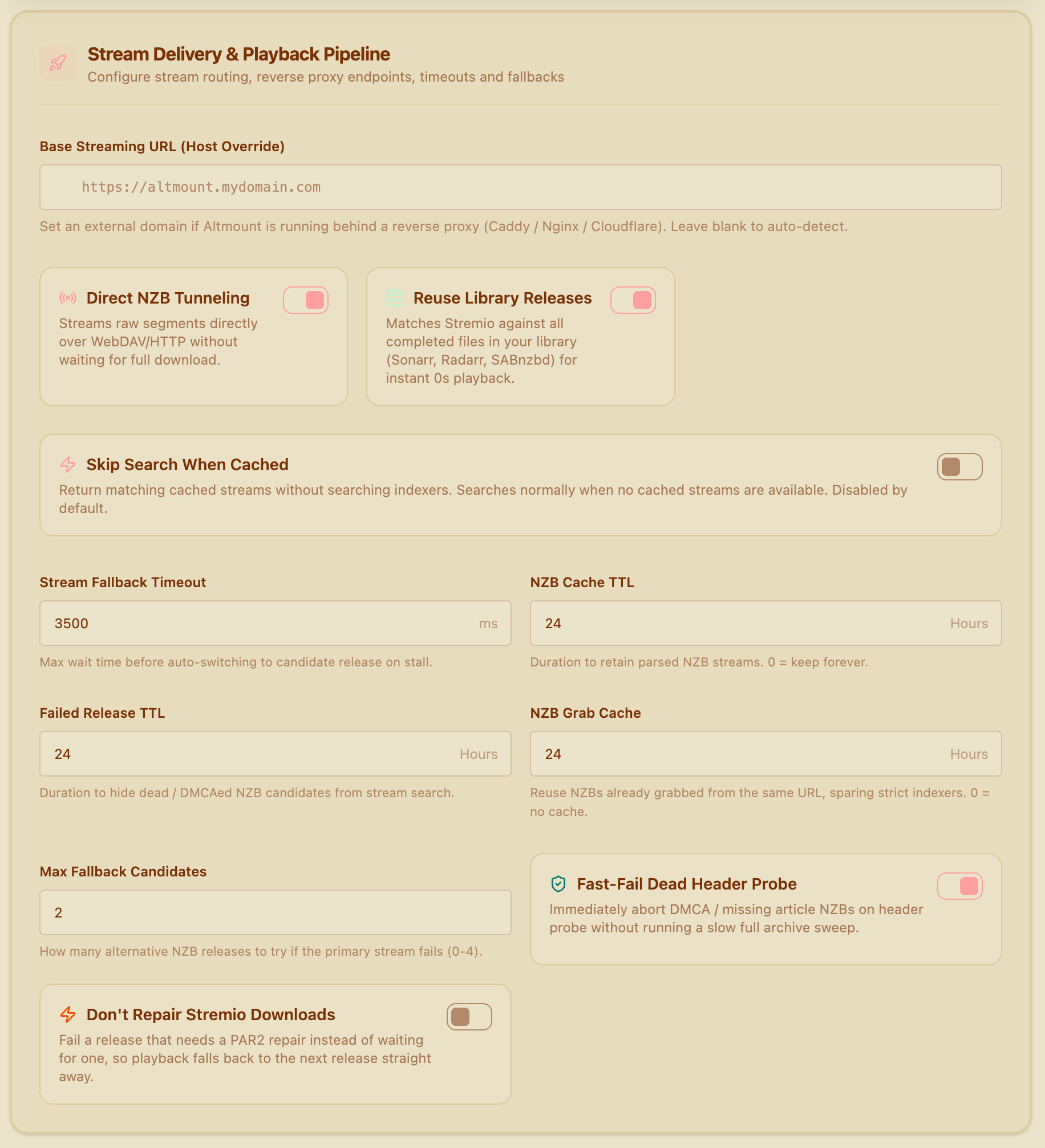 Stream Delivery & Playback Pipeline
Configure stream routing, reverse proxy endpoints, timeouts and fallbacks
Base Streaming URL (Host Override)
https://altmount.mydomain.com
Set an external domain if Altmount is running behind a reverse proxy (Caddy / Nginx / Cloudflare). Leave blank to auto-detect.
Direct NZB Tunneling
Streams raw segments directly
over WebDAV/HTTP without
waiting for full download.
Reuse Library Releases
Matches Stremio against all
completed files in your library
(Sonarr, Radarr, SABnzbd) for
instant 0s playback.
Skip Search When Cached
Return matching cached streams without searching indexers. Searches normally when no cached streams are available. Disabled by
default.
Stream Fallback Timeout
3500 ms
Max wait time before auto-switching to candidate release on stall.
NZB Cache TTL
24 Hours
Duration to retain parsed NZB streams. 0 = keep forever.
Failed Release TTL
24 Hours
Duration to hide dead / DMCAed NZB candidates from stream search.
NZB Grab Cache
24 Hours
Reuse NZBs already grabbed from the same URL, sparing strict indexers. 0 =
no cache.
Max Fallback Candidates
2
How many alternative NZB releases to try if the primary stream fails (0-4).
Fast-Fail Dead Header Probe
Immediately abort DMCA / missing article NZBs on header
probe without running a slow full archive sweep.
Don't Repair Stremio Downloads
Fail a release that needs a PAR2 repair instead of waiting
for one, so playback falls back to the next release straight
away.